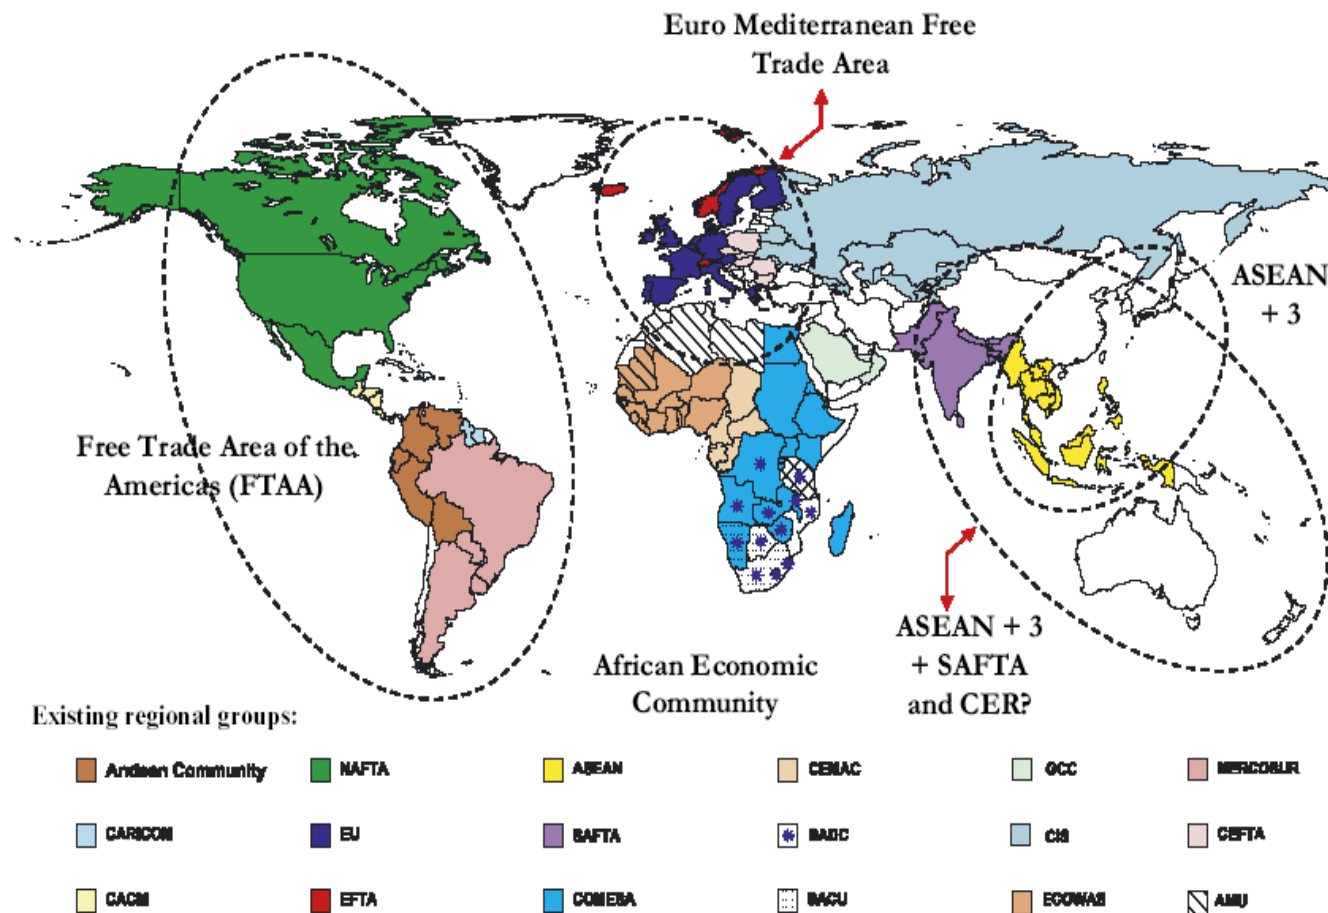 Euro Mediterranean Free
Trade Area
ASEAN
+ 3
Free Trade Area of the
Americas (FTAA)
ASEAN + 3
+ SAFTA
and CER?
African Economic
Community
Existing regional groups:
Andean Community
NAFTA
ASEAN
CEMAC
GCC
MERCOSUR
CARICOM
EU
SAFTA
SADC
CIS
CEFTA
CACM
EFTA
COMESA
SACU
ECOWAS
AMU